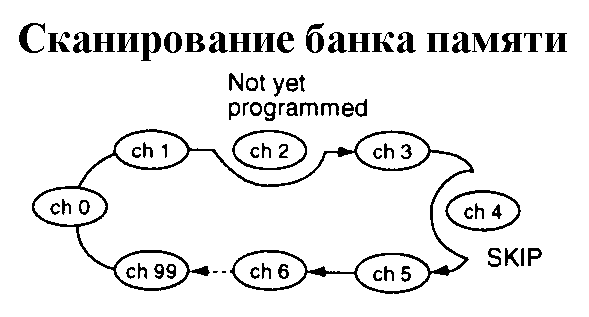 Сканирование банка памяти
Not yet
programmed
ch 1
ch 2
ch 3
ch 0
ch 4
SKIP
ch 99
ch 6
ch 5